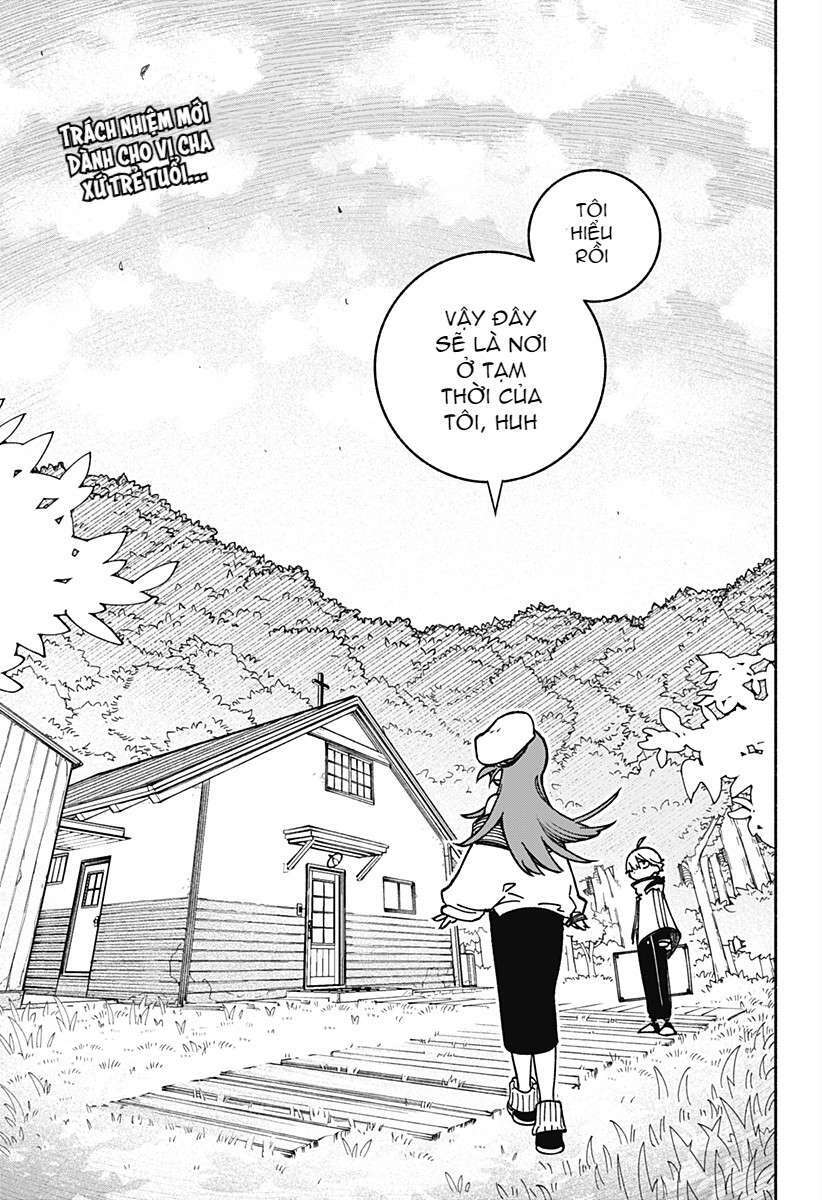 TRÁCH NHIỆM MỚI
DÀNH CHO VỊ CHA
XỨ TRẺ TUỔI...
TÔI
HIỂU
RỒI
VẬY ĐÂY
SẼ LÀ NƠI
Ở TẠM
THỜI CỦA
TÔI, HUH